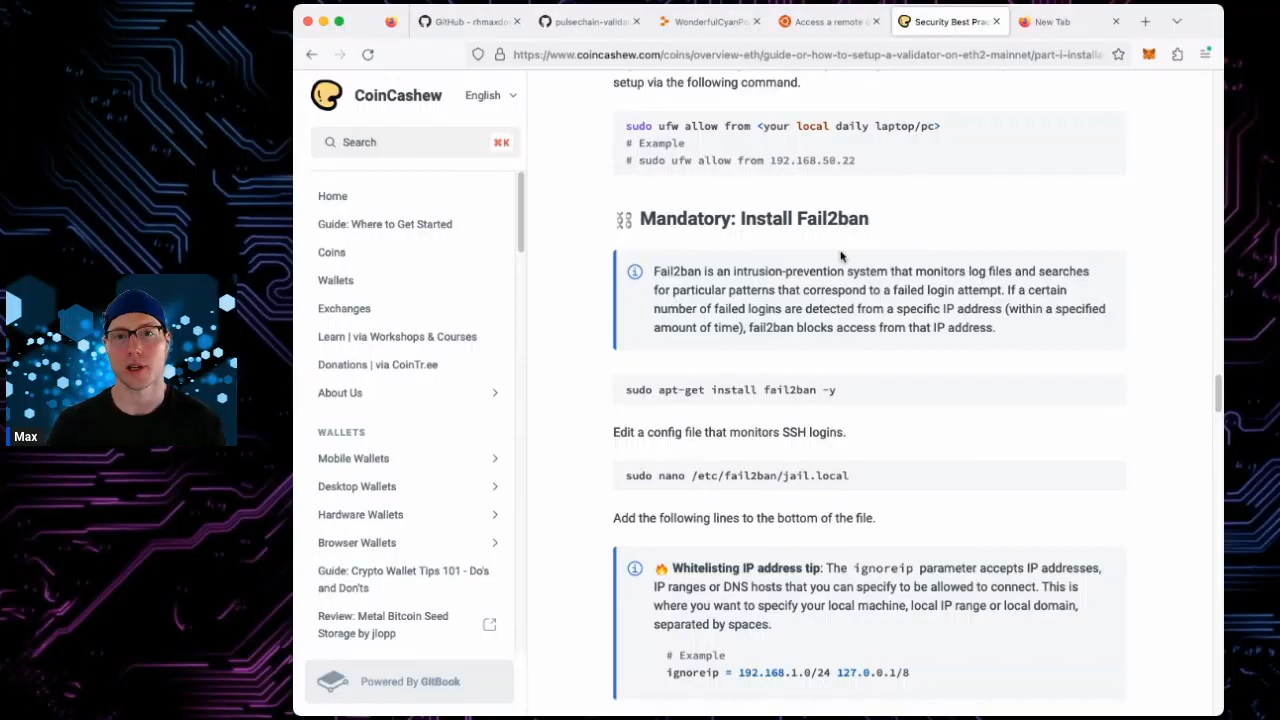 GitHub - rhmaxdo
pulsechain-valida
WonderfulCyanPo
Access a remote
Security Best Prac
New Tab
https://www.coincashew.com/coins/overview-eth/guide-or-how-to-setup-a-validator-on-eth2-mainnet/part-i-installa
CoinCashew
English
Search
⌘K
Home
Guide: Where to Get Started
Coins
Wallets
Exchanges
Learn | via Workshops & Courses
Donations | via CoinTr.ee
About Us
WALLETS
Mobile Wallets
Desktop Wallets
Hardware Wallets
Browser Wallets
Guide: Crypto Wallet Tips 101 - Do's
and Don'ts
Review: Metal Bitcoin Seed
Storage by jlopp
Powered By GitBook
setup via the following command.
sudo ufw allow from <your local daily laptop/pc>
# Example
# sudo ufw allow from 192.168.50.22
Mandatory: Install Fail2ban
Fail2ban is an intrusion-prevention system that monitors log files and searches
for particular patterns that correspond to a failed login attempt. If a certain
number of failed logins are detected from a specific IP address (within a specified
amount of time), fail2ban blocks access from that IP address.
sudo apt-get install fail2ban -y
Edit a config file that monitors SSH logins.
sudo nano /etc/fail2ban/jail.local
Add the following lines to the bottom of the file.
🔥 Whitelisting IP address tip: The ignoreip parameter accepts IP addresses,
IP ranges or DNS hosts that you can specify to be allowed to connect. This is
where you want to specify your local machine, local IP range or local domain,
separated by spaces.
# Example
ignoreip = 192.168.1.0/24 127.0.0.1/8
Max